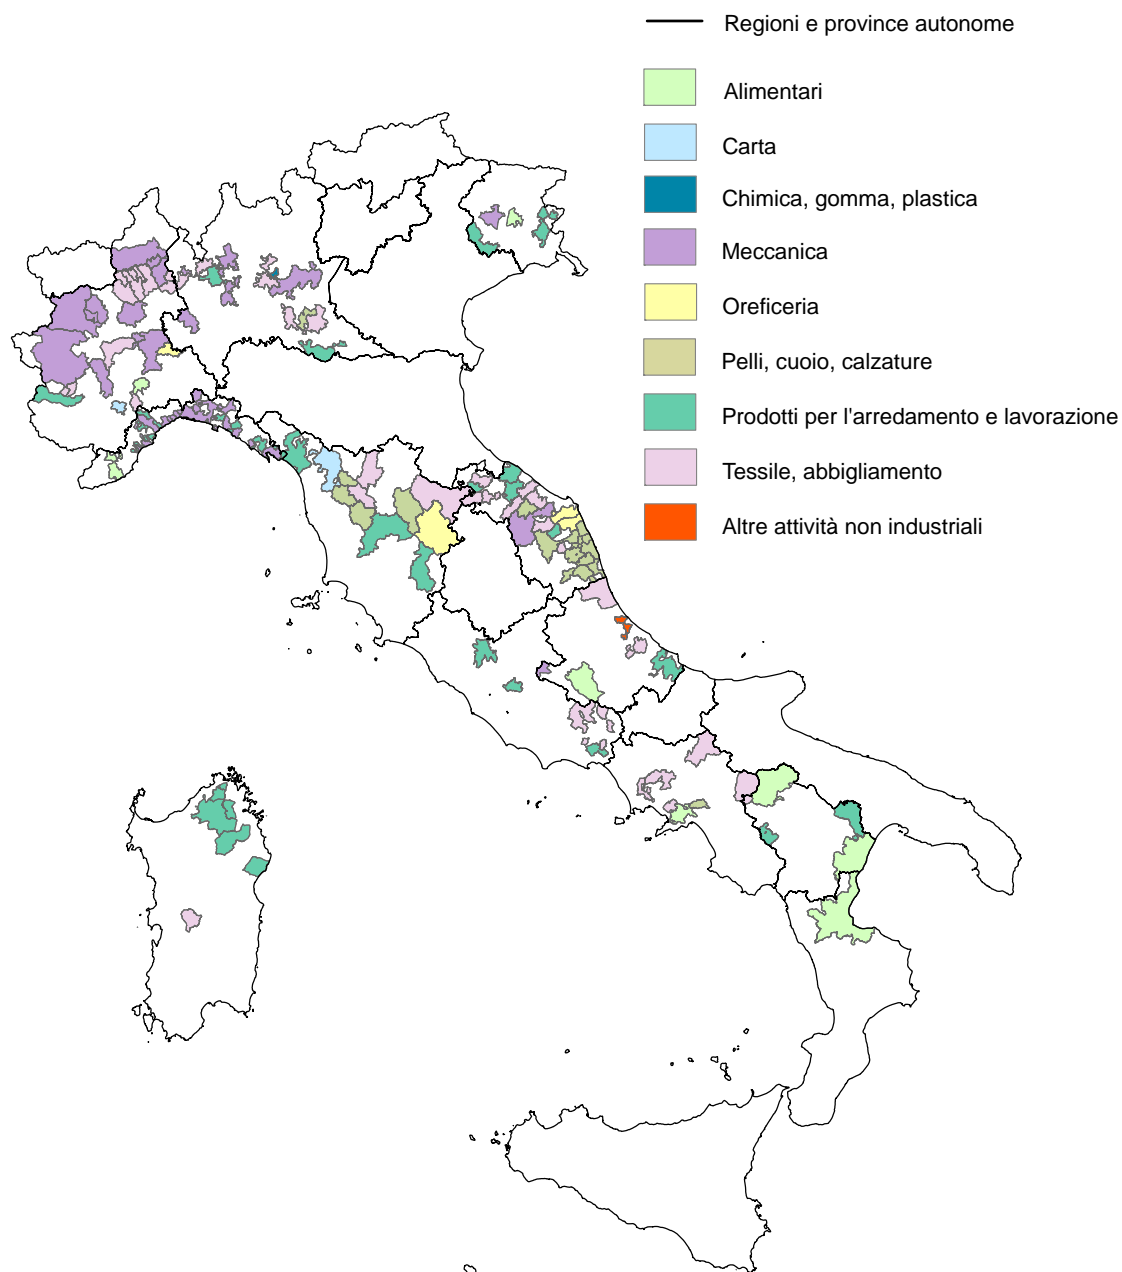 Regioni e province autonome
Alimentari
Carta
Chimica, gomma, plastica
Meccanica
Oreficeria
Pelli, cuoio, calzature
Prodotti per l'arredamento e lavorazione
Tessile, abbigliamento
Altre attività non industriali